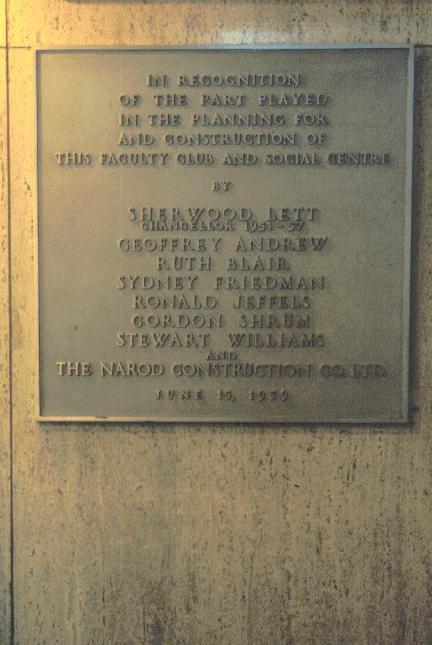 IN RECOGNITION
OF THE PART PLAYED
IN THE PLANNING FOR
AND CONSTRUCTION OF
THIS FACULTY CLUB AND SOCIAL CENTRE
BY
SHERWOOD LETT
CHANCELLOR 1951-57
GEOFFREY ANDREW
RUTH BLAIR
SYDNEY FRIEDMAN
RONALD JEFFELS
GORDON SHRUM
STEWART WILLIAMS
AND
THE NAROD CONSTRUCTION CO. LTD.
JUNE 15, 1959